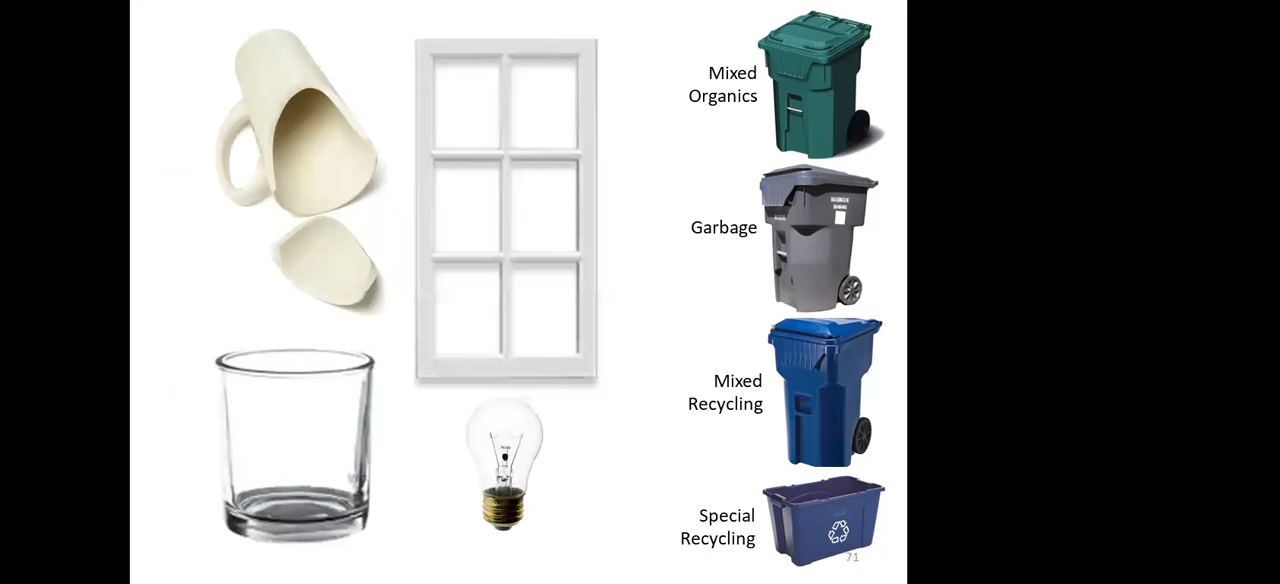 Mixed
Organics
Garbage
Mixed
Recycling
Special
Recycling
71